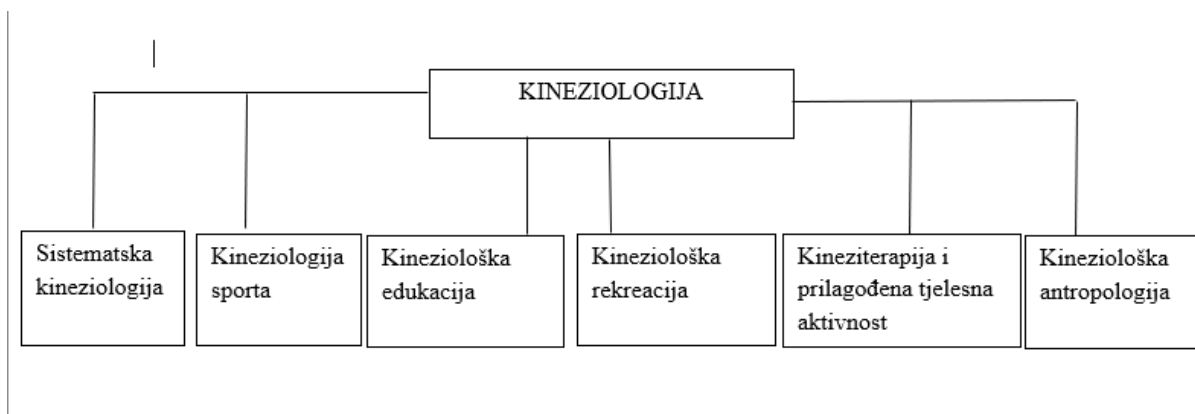 KINEZIOLOGIJA
Sistematska
kineziologija
Kineziologija
sporta
Kineziološka
edukacija
Kineziološka
rekreacija
Kineziterapija i
prilagođena tjelesna
aktivnost
Kineziološka
antropologija